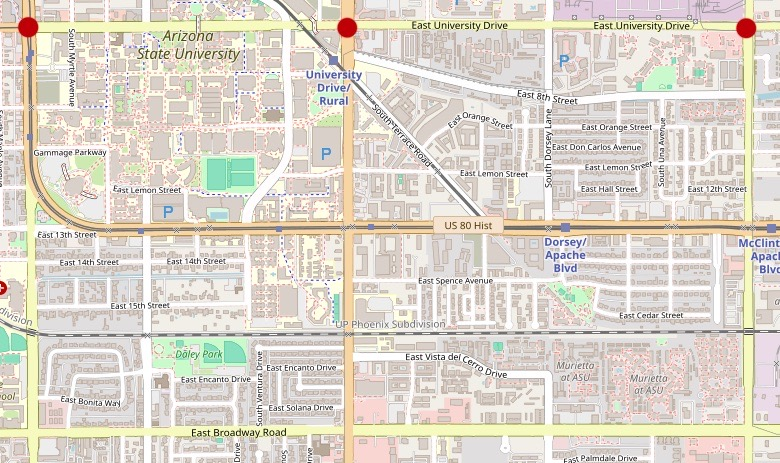 East University Drive
East University Drive
Arizona
State University
South Myrtle Avenue
P
University
Drive/
Rural
East 8th Street
South Terrace Road
East Orange Street
East Orange Street
South Dorsey Lane
South Una Avenue
East Don Carlos Avenue
P
Gammage Parkway
East Lemon Street
East Lemon Street
East Lemon Street
East Hall Street
East 12th Street
P
US 80 Hist
East 13th Street
Dorsey/
Apache
Blvd
McClint
Apac
Blv
East 14th Street
East 14th Street
East Spence Avenue
East 15th Street
East Cedar Street
division
UP Phoenix Subdivision
Daley Park
East Vista del Cerro Drive
East Encanto Drive
East Encanto Drive
South Ventura Drive
Murietta
at ASU
Murietta
at ASU
ool
East Bonita Way
East Solana Drive
East Broadway Road
Drive
Drive
East Palmdale Drive